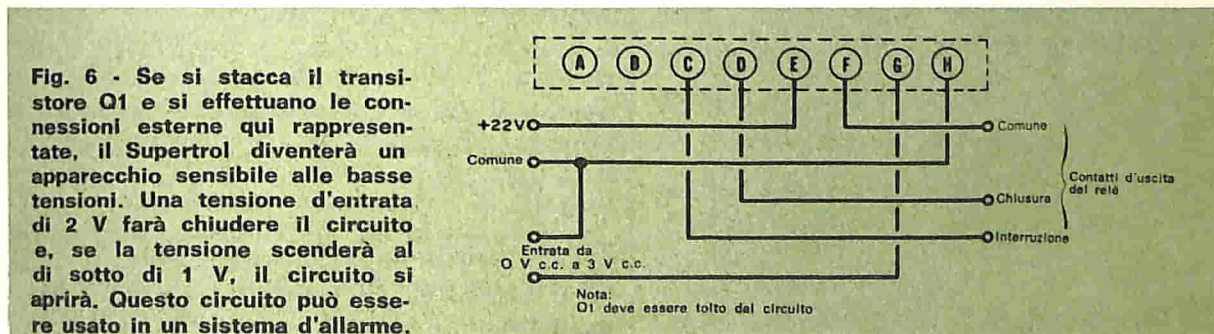 Fig. 6 - Se si stacca il transi-
store Q1 e si effettuano le con-
nessioni esterne qui rappresen-
tate, il Supertrol diventerà un
apparecchio sensibile alle basse
tensioni. Una tensione d'entrata
di 2 V farà chiudere il circuito
e, se la tensione scenderà al
di sotto di 1 V, il circuito si
aprirà. Questo circuito può esse-
re usato in un sistema d'allarme.
A B C D E F G H
+22V
Comune
Entrata da
0 V c.c. a 3 V c.c.
Nota:
Q1 deve essere tolto dal circuito
Comune
Chiusura
Interruzione
Contatti d'uscita
del relè